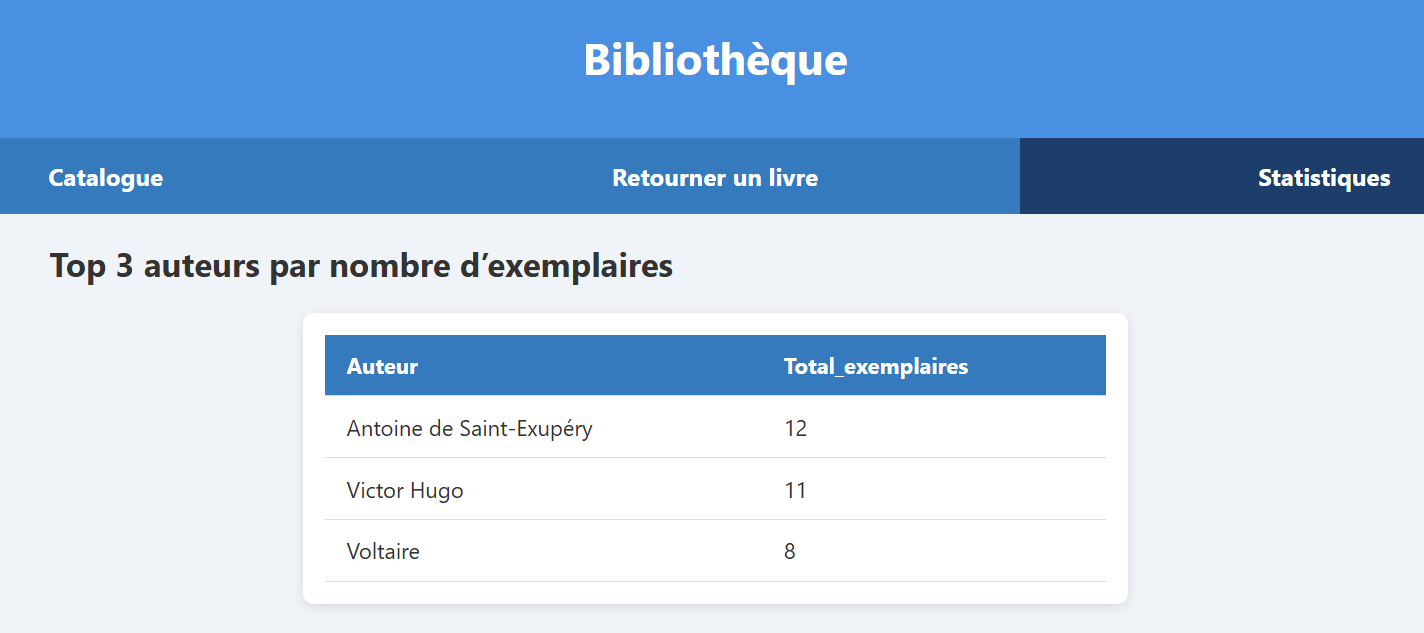 Bibliothèque
Catalogue Retourner un livre Statistiques
Top 3 auteurs par nombre d’exemplaires
Auteur Total_exemplaires
Antoine de Saint-Exupéry 12
Victor Hugo 11
Voltaire 8